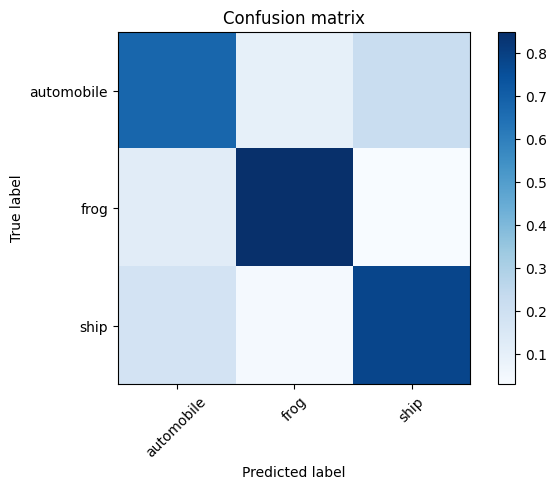 Confusion matrix
True label
automobile
frog
ship
automobile
frog
ship
Predicted label
0.8
0.7
0.6
0.5
0.4
0.3
0.2
0.1